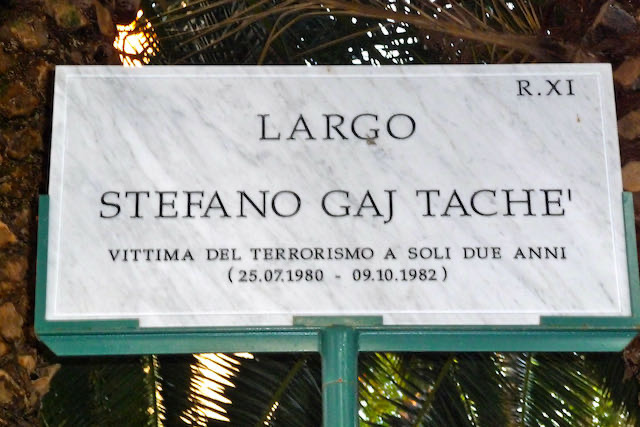 R.XI
LARGO
STEFANO GAJ TACHE'
VITTIMA DEL TERRORISMO A SOLI DUE ANNI
(25.07.1980 - 09.10.1982)